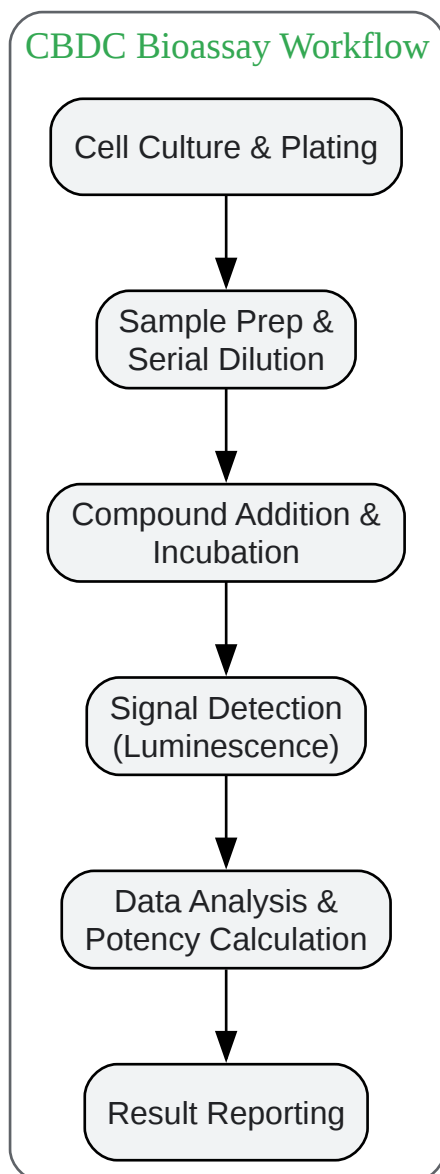 CBDC Bioassay Workflow
Cell Culture & Plating
Sample Prep &
Serial Dilution
Compound Addition &
Incubation
Signal Detection
(Luminescence)
Data Analysis &
Potency Calculation
Result Reporting